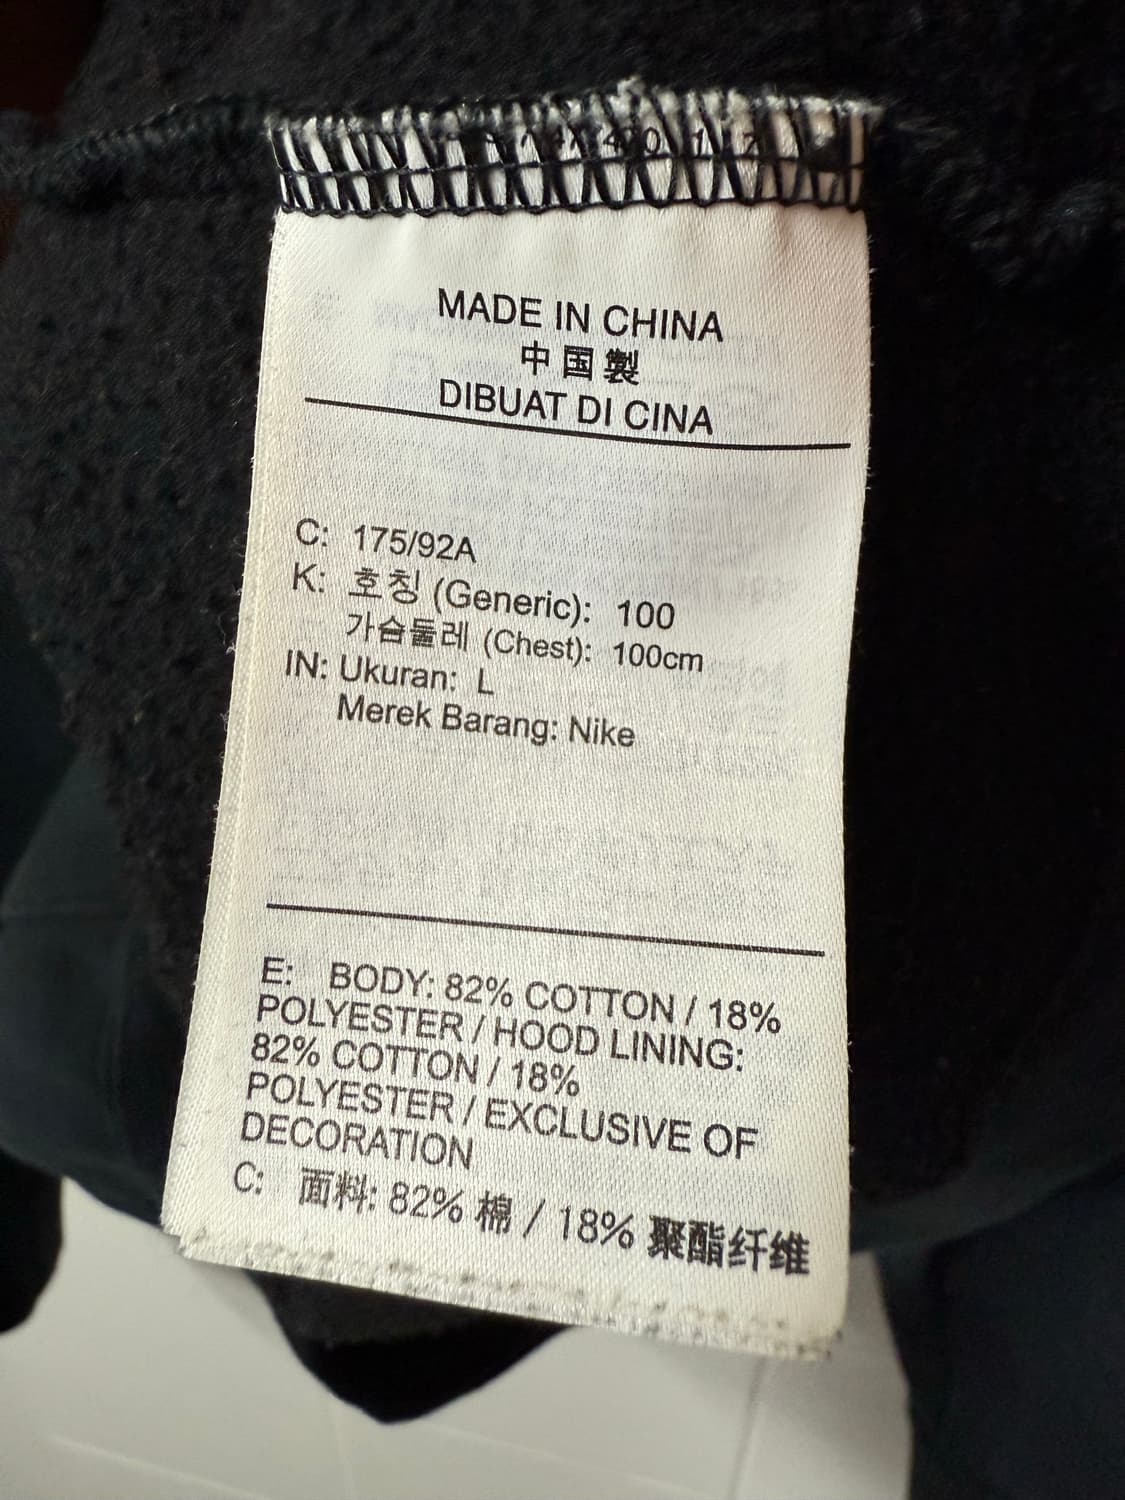 MADE IN CHINA
中国製
DIBUAT DI CINA
C: 175/92A
K: 호칭 (Generic): 100
가슴둘레 (Chest): 100cm
IN: Ukuran: L
Merek Barang: Nike
E: BODY: 82% COTTON / 18%
POLYESTER / HOOD LINING:
82% COTTON / 18%
POLYESTER / EXCLUSIVE OF
DECORATION
C: 面料: 82% 棉 / 18% 聚酯纤维